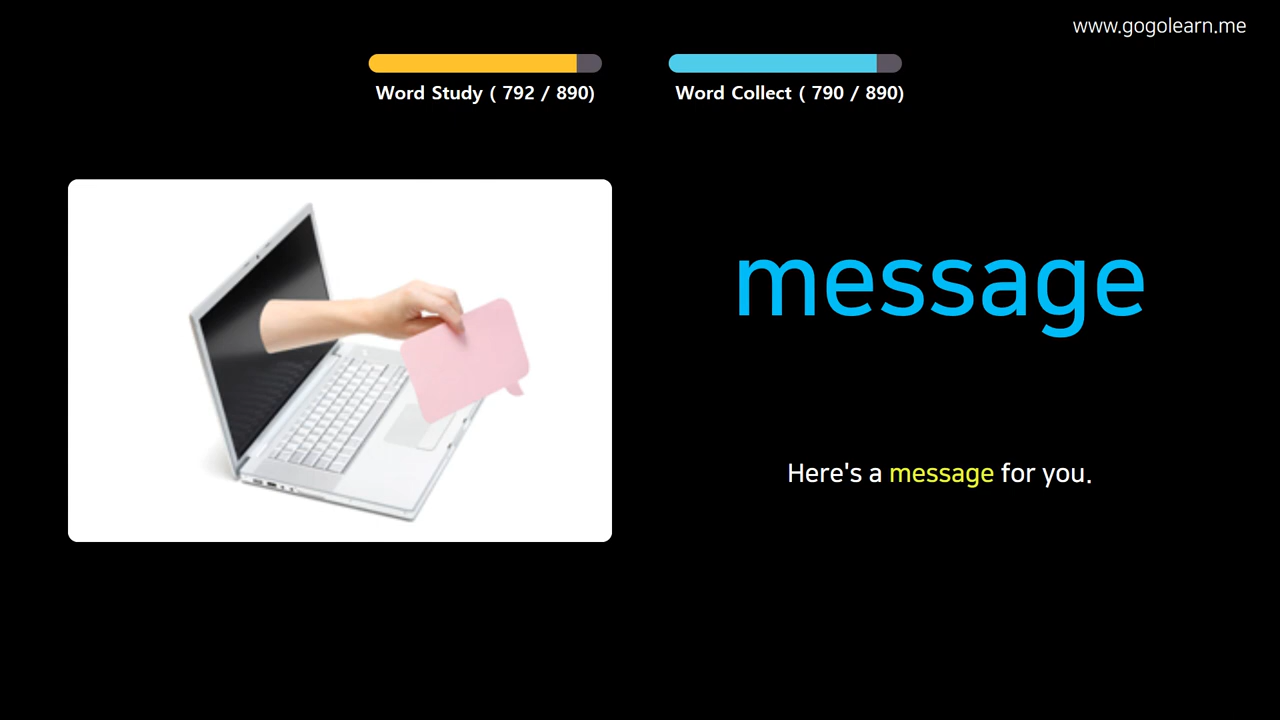 www.gogolearn.me
Word Study ( 792 / 890)
Word Collect ( 790 / 890)
message
Here's a message for you.